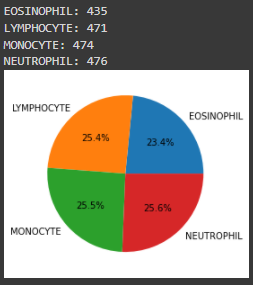 EOSINOPHIL: 435
LYMPHOCYTE: 471
MONOCYTE: 474
NEUTROPHIL: 476
LYMPHOCYTE
EOSINOPHIL
25.4%
23.4%
25.5%
25.6%
MONOCYTE
NEUTROPHIL